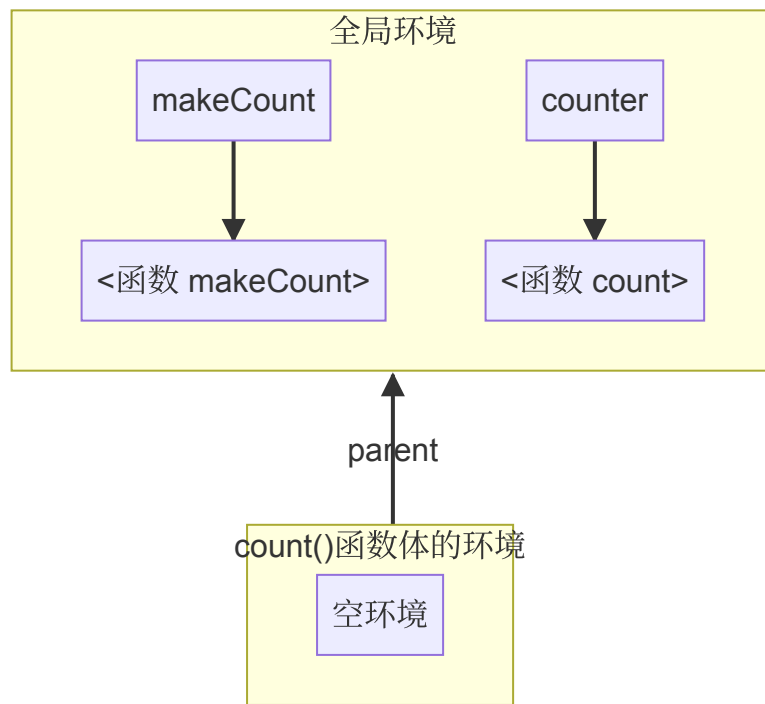 全局环境
makeCount
counter
<函数 makeCount>
<函数 count>
parent
count()函数体的环境
空环境